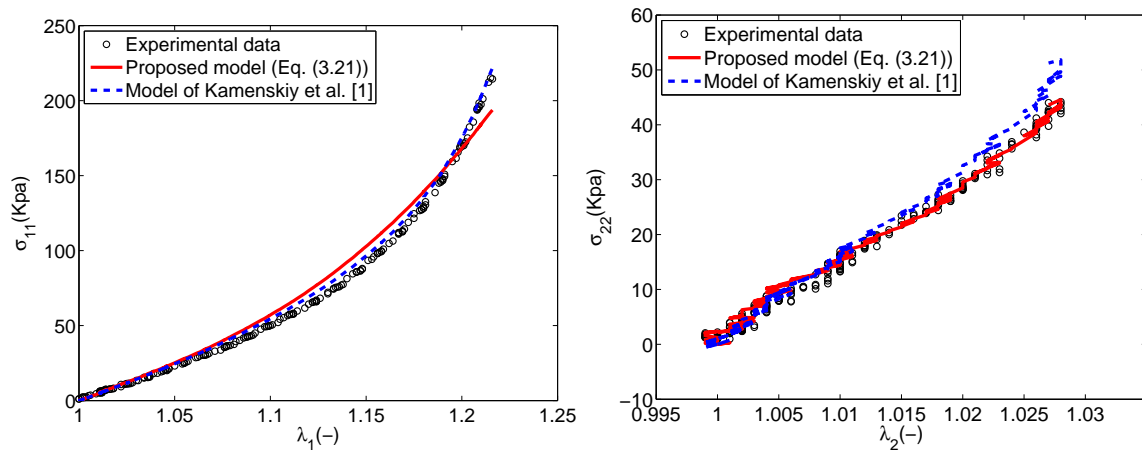 250
200
150
100
50
0
σ11(Kpa)
Experimental data
Proposed model (Eq. (3.21))
Model of Kamenskiy et al. [1]
1
1.05
1.1
1.15
1.2
1.25
λ1(−)
60
50
40
30
20
10
0
−10
σ22(Kpa)
Experimental data
Proposed model (Eq. (3.21))
Model of Kamenskiy et al. [1]
0.995
1
1.005
1.01
1.015
1.02
1.025
1.03
λ2(−)